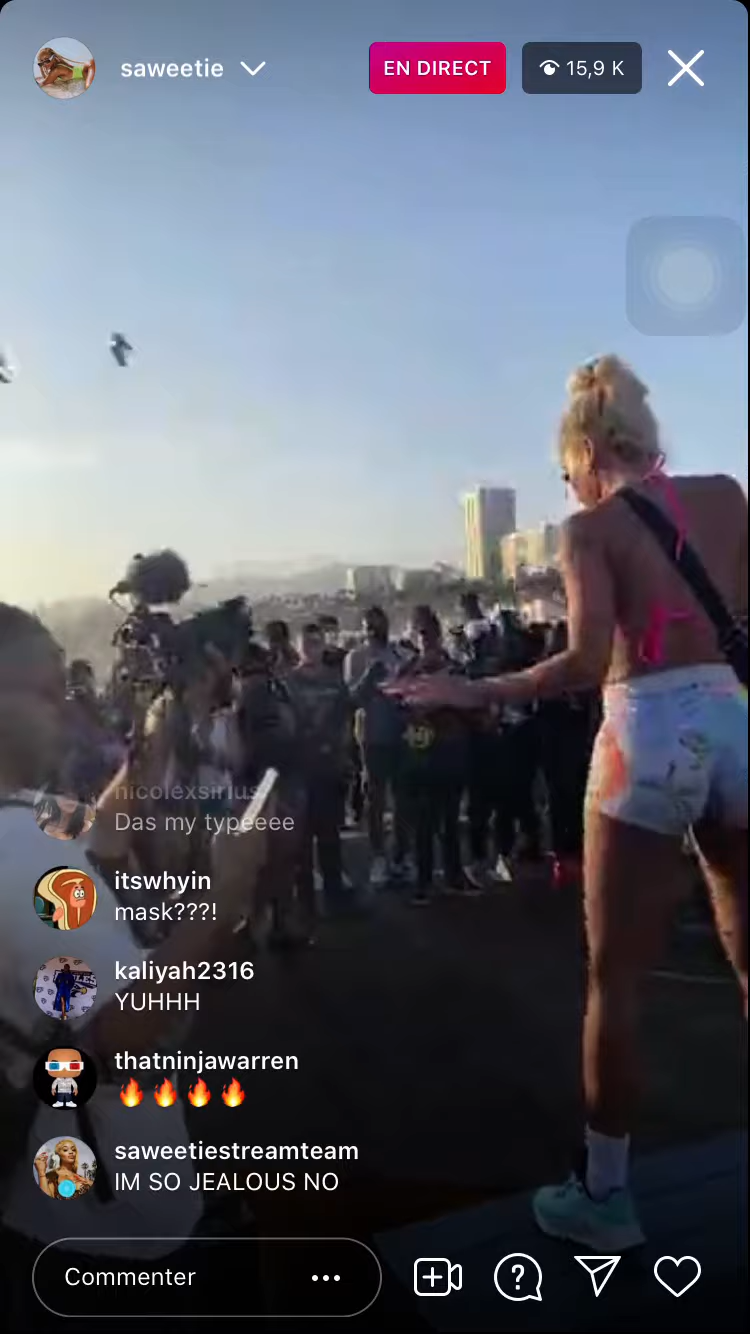 saweetie
EN DIRECT
15,9 K
nicolexsirius
Das my typeeee
itswhyin
mask???!
kaliyah2316
YUHHH
thatninjawarren
🔥🔥🔥🔥
saweetiestreamteam
IM SO JEALOUS NO
Commenter